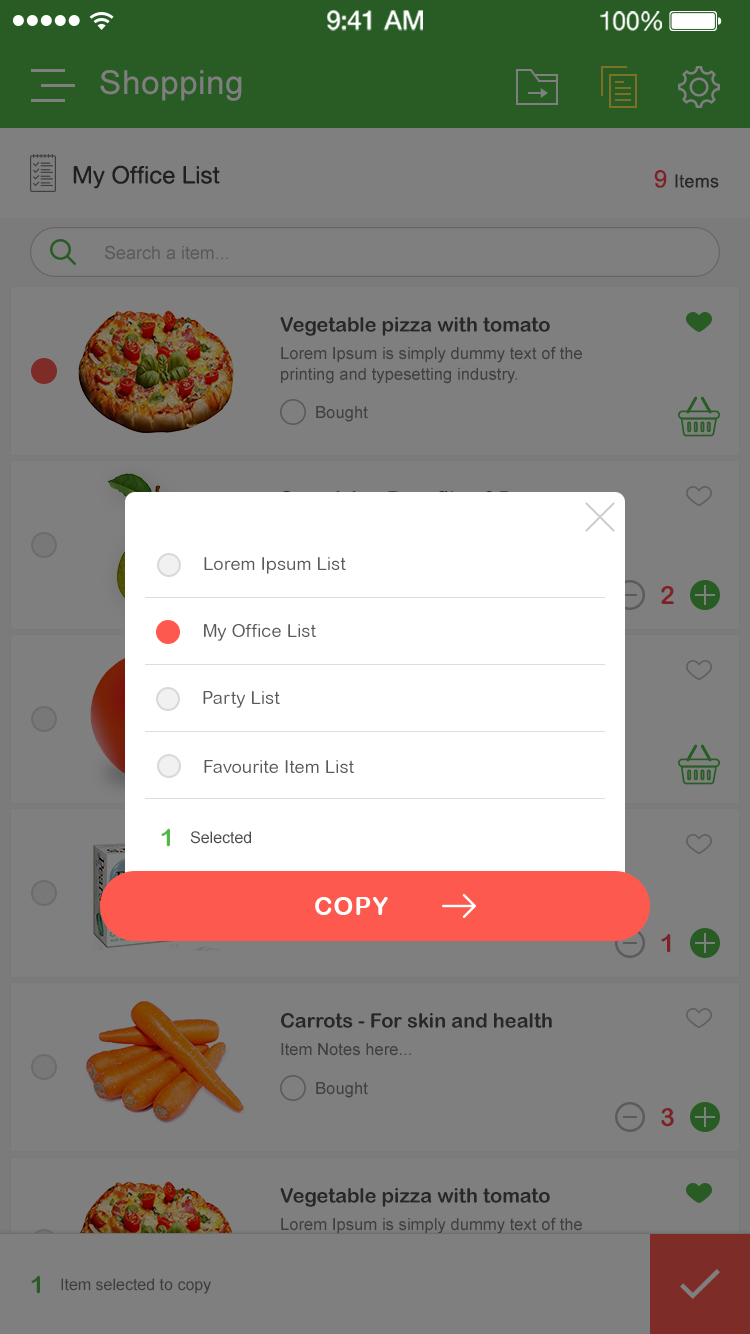 9:41 AM
100%
Shopping
My Office List
9 Items
Search a item...
Vegetable pizza with tomato
Lorem Ipsum is simply dummy text of the
printing and typesetting industry.
Bought
Lorem Ipsum List
2
My Office List
Party List
Favourite Item List
1 Selected
COPY
1
Carrots - For skin and health
Item Notes here...
Bought
3
Vegetable pizza with tomato
Lorem Ipsum is simply dummy text of the
1 Item selected to copy